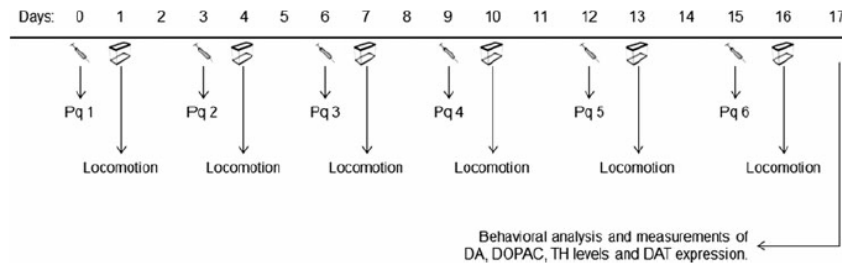 Days: 0 1 2 3 4 5 6 7 8 9 10 11 12 13 14 15 16 17
Pq 1 Pq 2 Pq 3 Pq 4 Pq 5 Pq 6
Locomotion Locomotion Locomotion Locomotion Locomotion Locomotion
Behavioral analysis and measurements of
DA, DOPAC, TH levels and DAT expression.